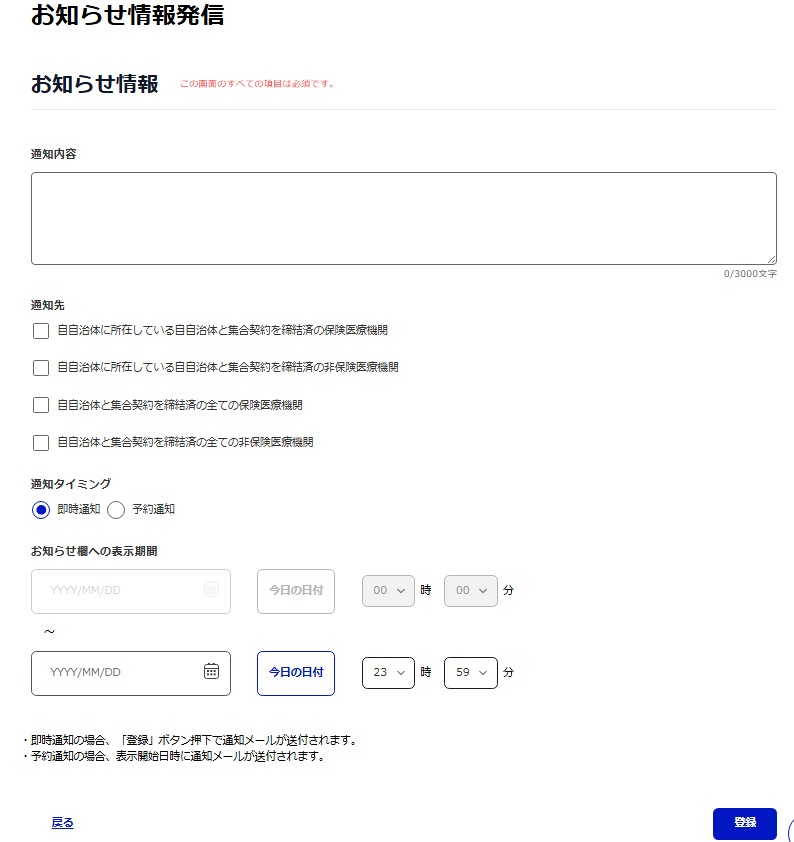 お知らせ情報発信
お知らせ情報 この画面のすべての項目は必須です。
通知内容
0/3000文字
通知先
自自治体に所在している自自治体と集合契約を締結済の保険医療機関
自自治体に所在している自自治体と集合契約を締結済の非保険医療機関
自自治体と集合契約を締結済の全ての保険医療機関
自自治体と集合契約を締結済の全ての非保険医療機関
通知タイミング
即時通知 予約通知
お知らせ欄への表示期間
YYYY/MM/DD 今日の日付 00 時 00 分
～
YYYY/MM/DD 今日の日付 23 時 59 分
・即時通知の場合、「登録」ボタン押下で通知メールが送付されます。
・予約通知の場合、表示開始日時に通知メールが送付されます。
戻る 登録